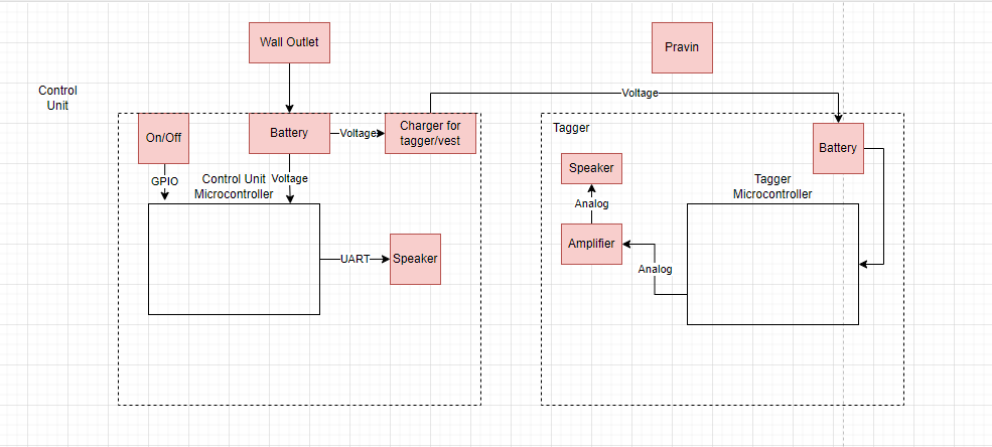 Wall Outlet
Pravin
Control
Unit
Voltage
On/Off
Battery
Voltage
Charger for
tagger/vest
Tagger
Battery
Speaker
GPIO
Control Unit
Microcontroller
Voltage
Tagger
Microcontroller
Analog
Amplifier
UART
Speaker
Analog